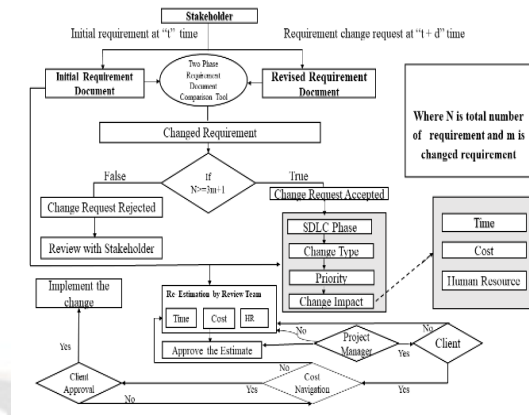 Stakeholder
Initial requirement at “t” time
Requirement change request at “t + d” time
Initial Requirement
Document
Two Phase
Requirement
Document
Comparison Tool
Revised Requirement
Document
Where N is total number
of requirement and m is
changed requirement
Changed Requirement
False
If
N>=3m+1
True
Change Request Rejected
Change Request Accepted
Review with Stakeholder
SDLC Phase
Change Type
Priority
Change Impact
Time
Cost
Human Resource
Implement the
change
Re Estimation by Review Team
Time
Cost
HR
No
No
Approve the Estimate
Project
Manager
Yes
Client
Yes
No
Client
Approval
Yes
Cost
Navigation
Yes
No